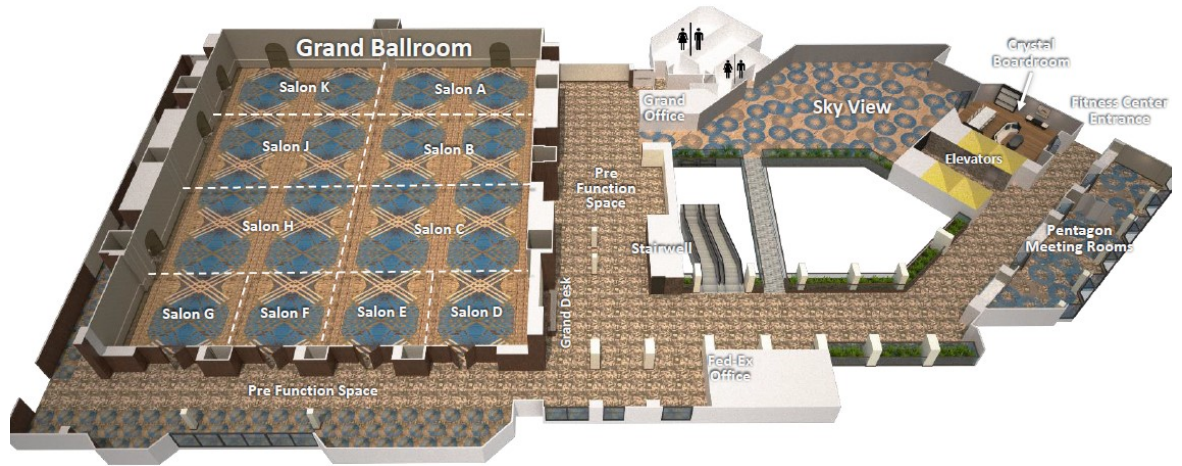 Grand Ballroom
Salon K
Salon A
Salon J
Salon B
Salon H
Salon C
Salon G
Salon F
Salon E
Salon D
Pre Function Space
Pre
Function
Space
Grand Desk
Grand
Office
Stairwell
Fed-Ex
Office
Sky View
Crystal
Boardroom
Elevators
Fitness Center
Entrance
Pentagon
Meeting Rooms